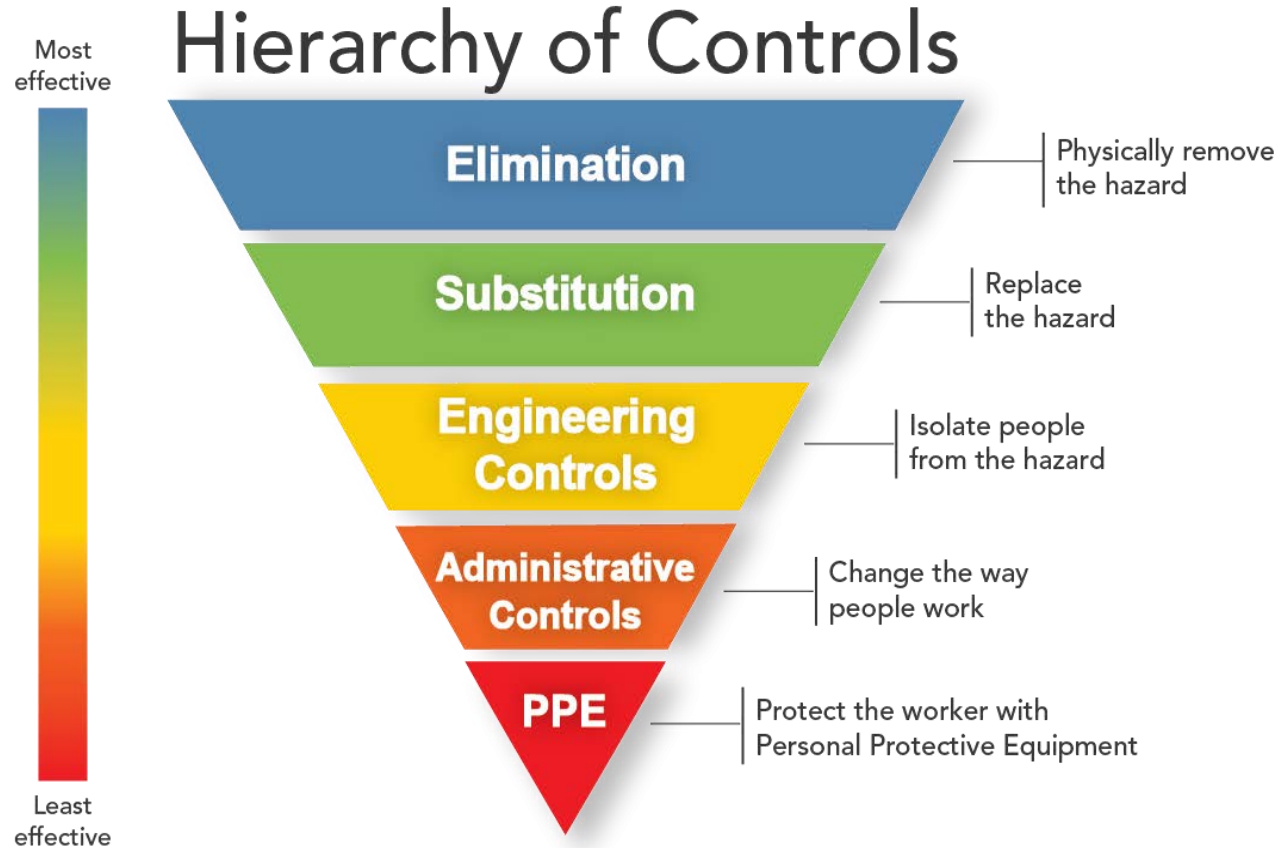 Hierarchy of Controls
Most
effective
Elimination
Physically remove
the hazard
Substitution
Replace
the hazard
Engineering
Controls
Isolate people
from the hazard
Administrative
Controls
Change the way
people work
PPE
Protect the worker with
Personal Protective Equipment
Least
effective